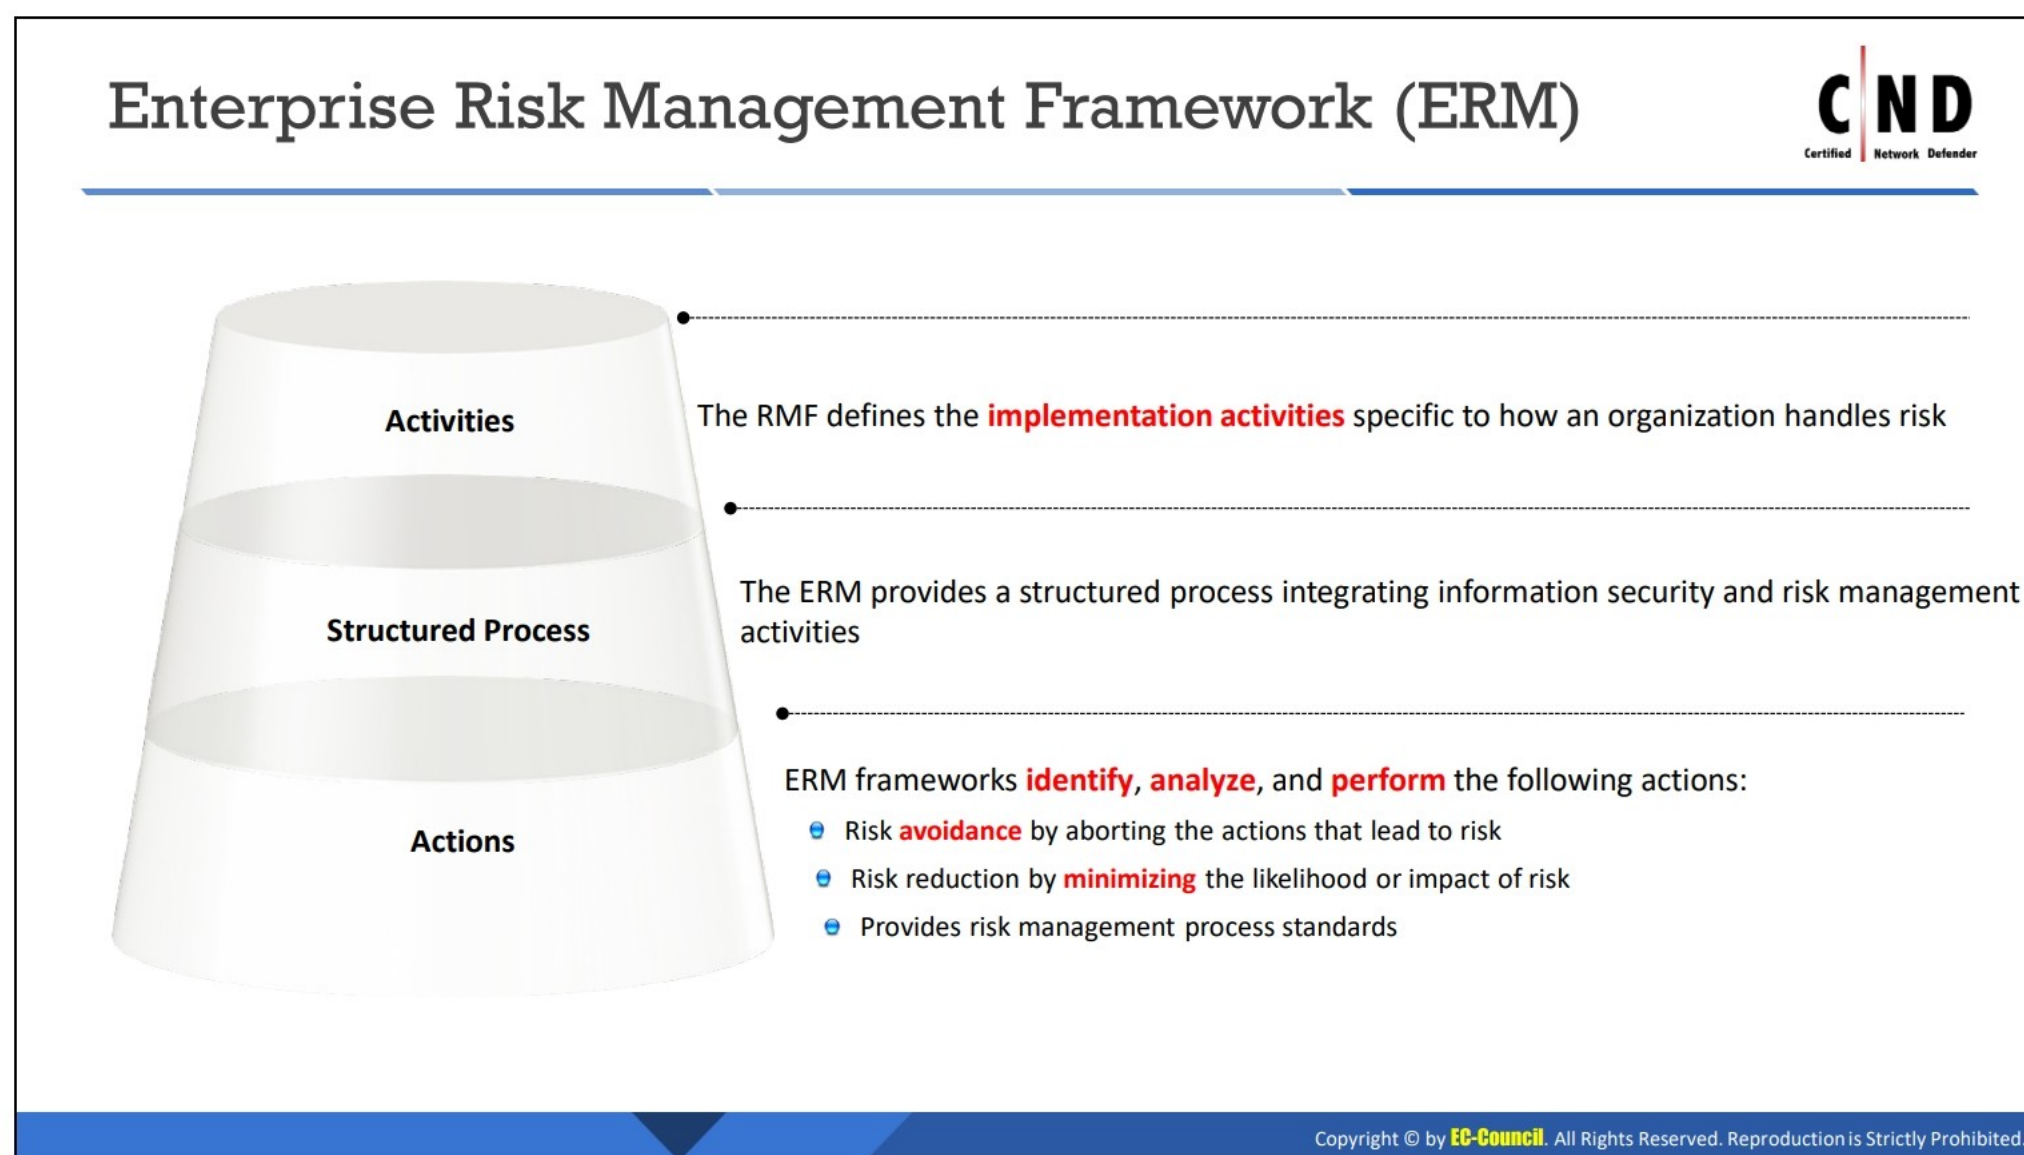 Enterprise Risk Management Framework (ERM)
C ND
Certified Network Defender
Activities
The RMF defines the implementation activities specific to how an organization handles risk
Structured Process
The ERM provides a structured process integrating information security and risk management
activities
Actions
ERM frameworks identify, analyze, and perform the following actions:
Risk avoidance by aborting the actions that lead to risk
Risk reduction by minimizing the likelihood or impact of risk
Provides risk management process standards
Copyright © by EC-Council. All Rights Reserved. Reproduction is Strictly Prohibited.